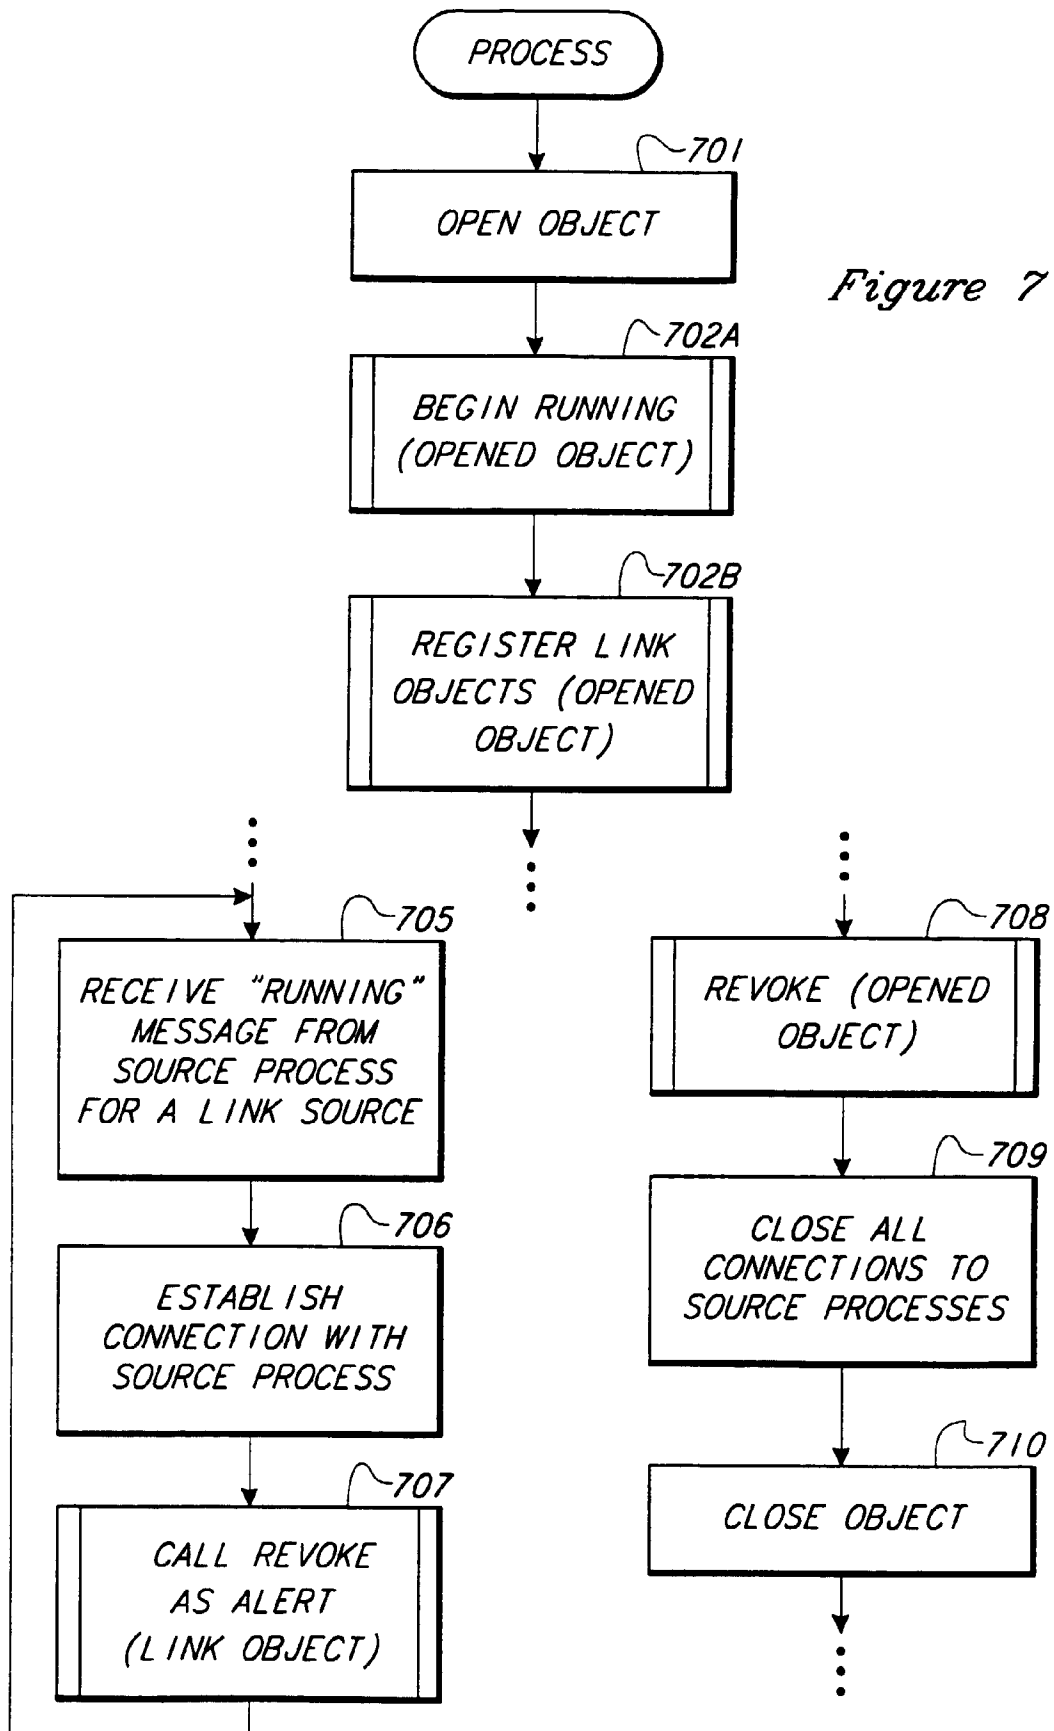 PROCESS
701
OPEN OBJECT
Figure 7
702A
BEGIN RUNNING
(OPENED OBJECT)
702B
REGISTER LINK
OBJECTS (OPENED
OBJECT)
705
RECEIVE "RUNNING"
MESSAGE FROM
SOURCE PROCESS
FOR A LINK SOURCE
706
ESTABLISH
CONNECTION WITH
SOURCE PROCESS
707
CALL REVOKE
AS ALERT
(LINK OBJECT)
708
REVOKE (OPENED
OBJECT)
709
CLOSE ALL
CONNECTIONS TO
SOURCE PROCESSES
710
CLOSE OBJECT